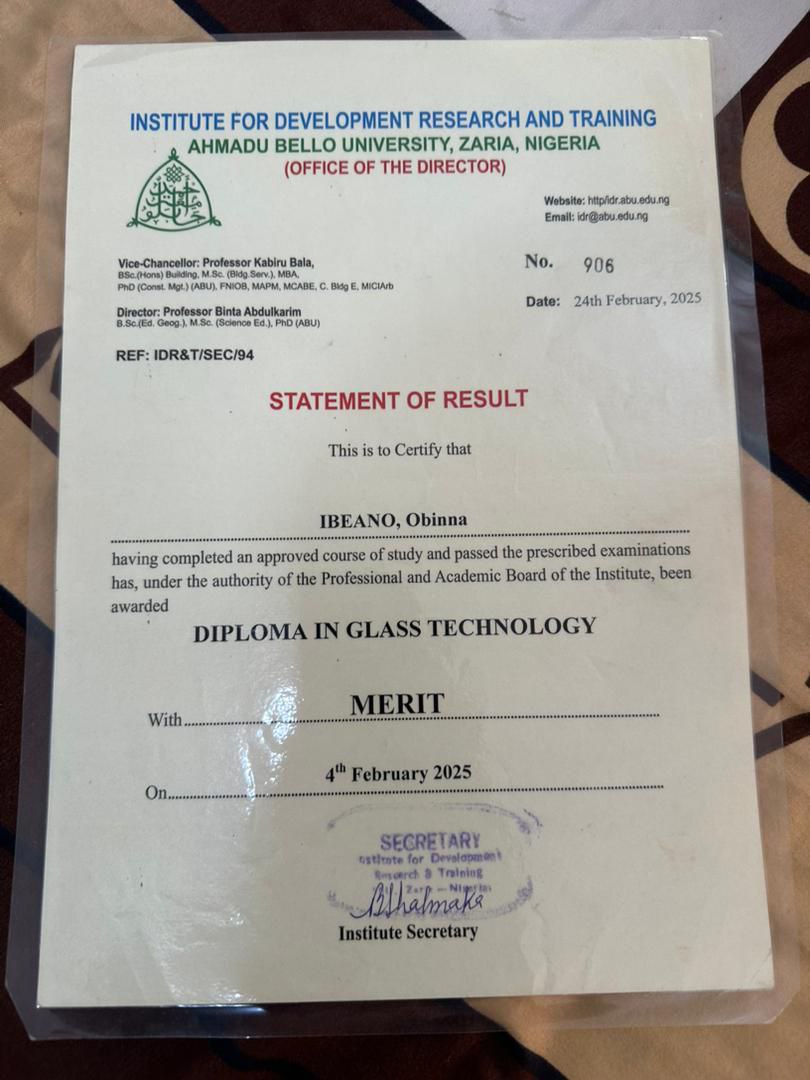 INSTITUTE FOR DEVELOPMENT RESEARCH AND TRAINING
AHMADU BELLO UNIVERSITY, ZARIA, NIGERIA
(OFFICE OF THE DIRECTOR)
Website: http/idr.abu.edu.ng
Email: idr@abu.edu.ng
Vice-Chancellor: Professor Kabiru Bala,
BSc.(Hons) Building, M.Sc. (Bldg.Serv.), MBA,
PhD (Const. Mgt.) (ABU), FNIOB, MAPM, MCABE, C. Bldg E, MCIArb
No. 906
Date: 24th February, 2025
Director: Professor Binta Abdulkarim
B.Sc.(Ed. Geog.), M.Sc. (Science Ed.), PhD (ABU)
REF: IDR&T/SEC/94
STATEMENT OF RESULT
This is to Certify that
IBEANO, Obinna
having completed an approved course of study and passed the prescribed examinations
has, under the authority of the Professional and Academic Board of the Institute, been
awarded
DIPLOMA IN GLASS TECHNOLOGY
With MERIT
On 4th February 2025
SECRETARY
for Development
Research & Training
Institute Secretary